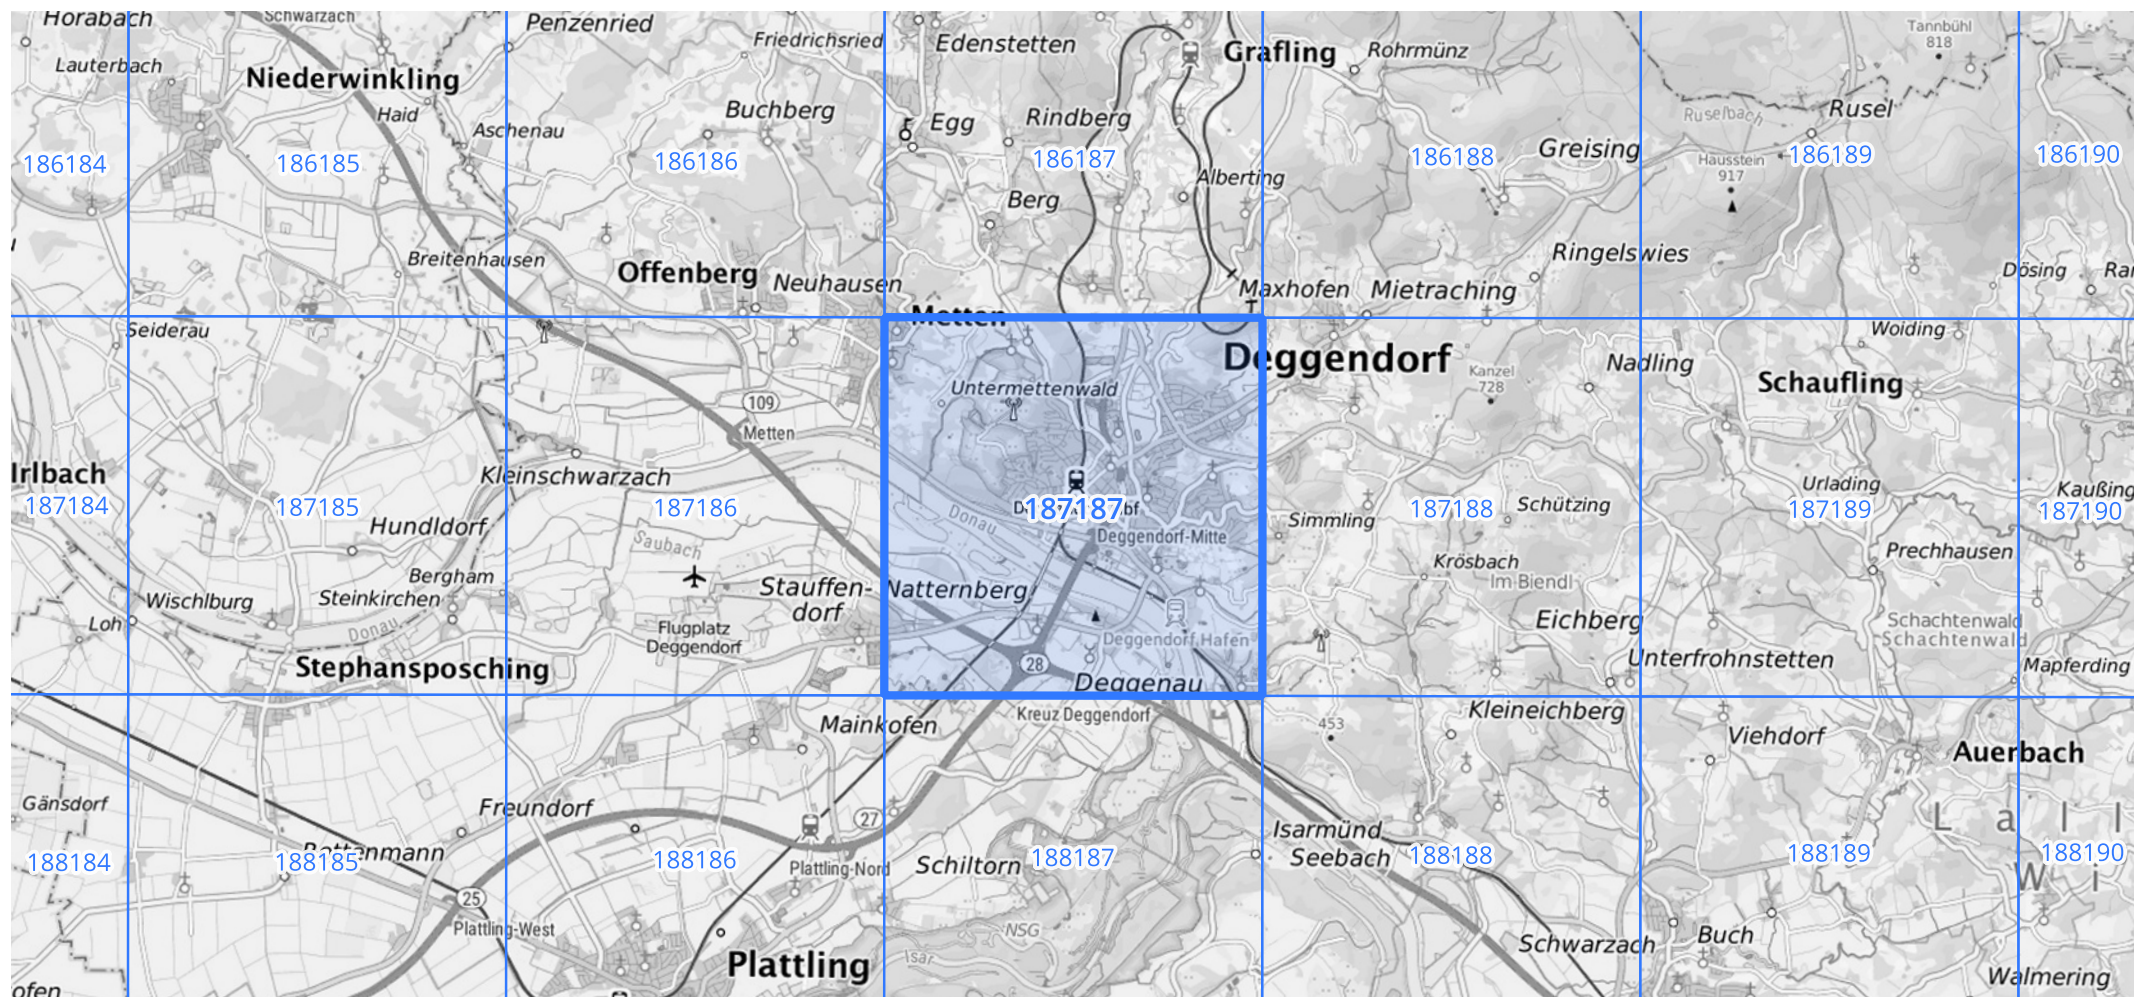 Schwarzach
Horabach
Penzenried
Friedrichsried
Edenstetten
Grafling
Rohrmünz
Tannbühl
818
Lauterbach
Niederwinkling
Haid
Aschenau
Buchberg
Egg
Rindberg
Ruselbach
Rusel
Greising
186184
186185
186186
186187
186188
Hausstein
917
186189
186190
Alberting
Berg
Breitenhausen
Offenberg
Neuhausen
Ringelswies
Maxhofen
Mietraching
Dösing
Metten
Seiderau
Woiding
Deggendorf
Nadling
Kanzel
728
Schaufling
Untermettenwald
109
Metten
Irlbach
Kleinschwarzach
Urlading
Kaußing
187184
187185
187186
187187
187188
187189
187190
Hundldorf
Donau
Simmling
Schützing
Saubach
Deggendorf-Mitte
Prechhausen
Bergham
Krösbach
Im Biendl
Wischlburg
Steinkirchen
Stauffen-
dorf
Natternberg
Loh
Donau
Flugplatz
Deggendorf
Deggendorf Hafen
Eichberg
Schachtenwald
Schachtenwald
Stephansposching
28
Unterfrohnstetten
Mapferding
Deggenau
Mainkofen
Kreuz Deggendorf
453
Kleineichberg
Viehdorf
Auerbach
Gänsdorf
Freundorf
27
L a l l
Isarmünd
Seebach
188184
188185
188186
188187
188188
188189
188190
Plattling-Nord
Schiltorn
W i
25
Plattling-West
NSG
Isar
Schwarzach
Buch
Plattling
Walmering
ofen